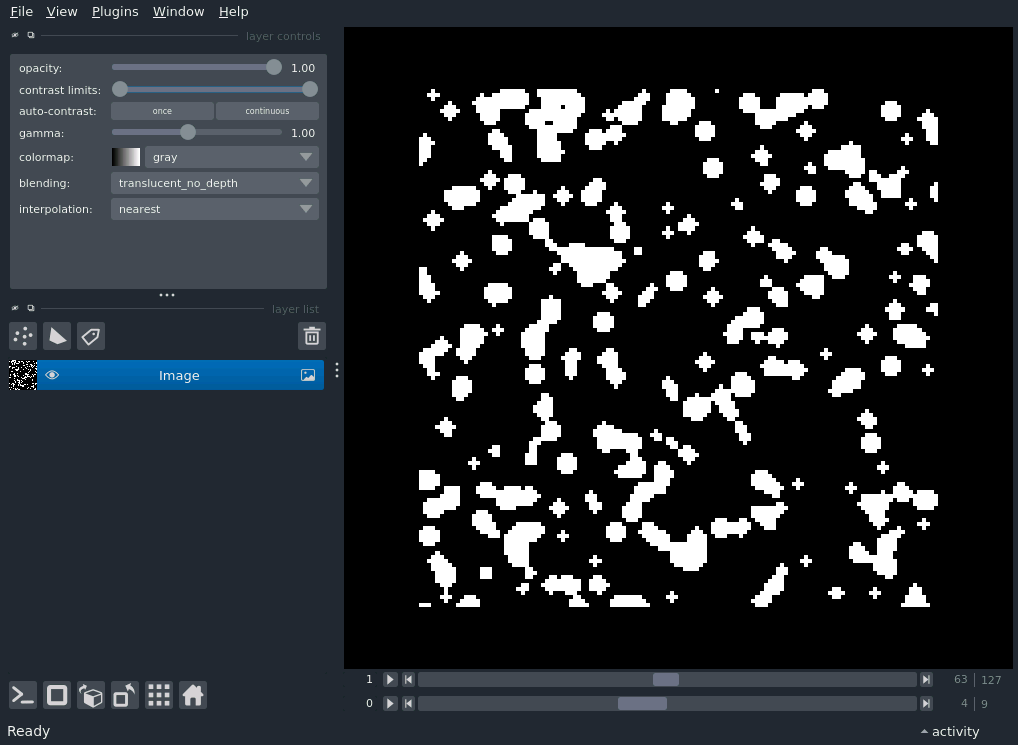 File View Plugins Window Help
layer controls
opacity: 1.00
contrast limits:
auto-contrast: once continuous
gamma: 1.00
colormap: gray
blending: translucent_no_depth
interpolation: nearest
layer list
Image
1 63 127
0 4 9
Ready activity